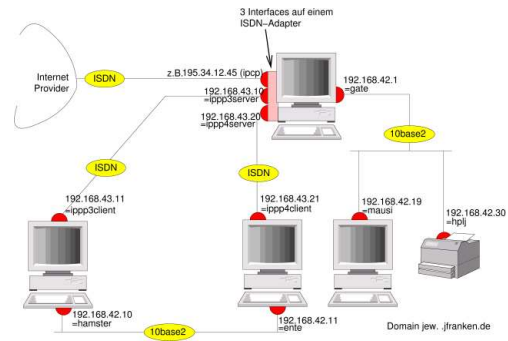 3 Interfaces auf einem
ISDN-Adapter
Internet
Provider
ISDN
z.B.195.34.12.45 (ipcp)
192.168.43.10
=ippp3server
192.168.43.20
=ippp4server
192.168.42.1
=gate
10base2
ISDN
ISDN
192.168.43.11
=ippp3client
192.168.43.21
=ippp4client
192.168.42.19
=mausi
192.168.42.30
=hplj
192.168.42.10
=hamster
10base2
192.168.42.11
=ente
Domain jew. .jfranken.de